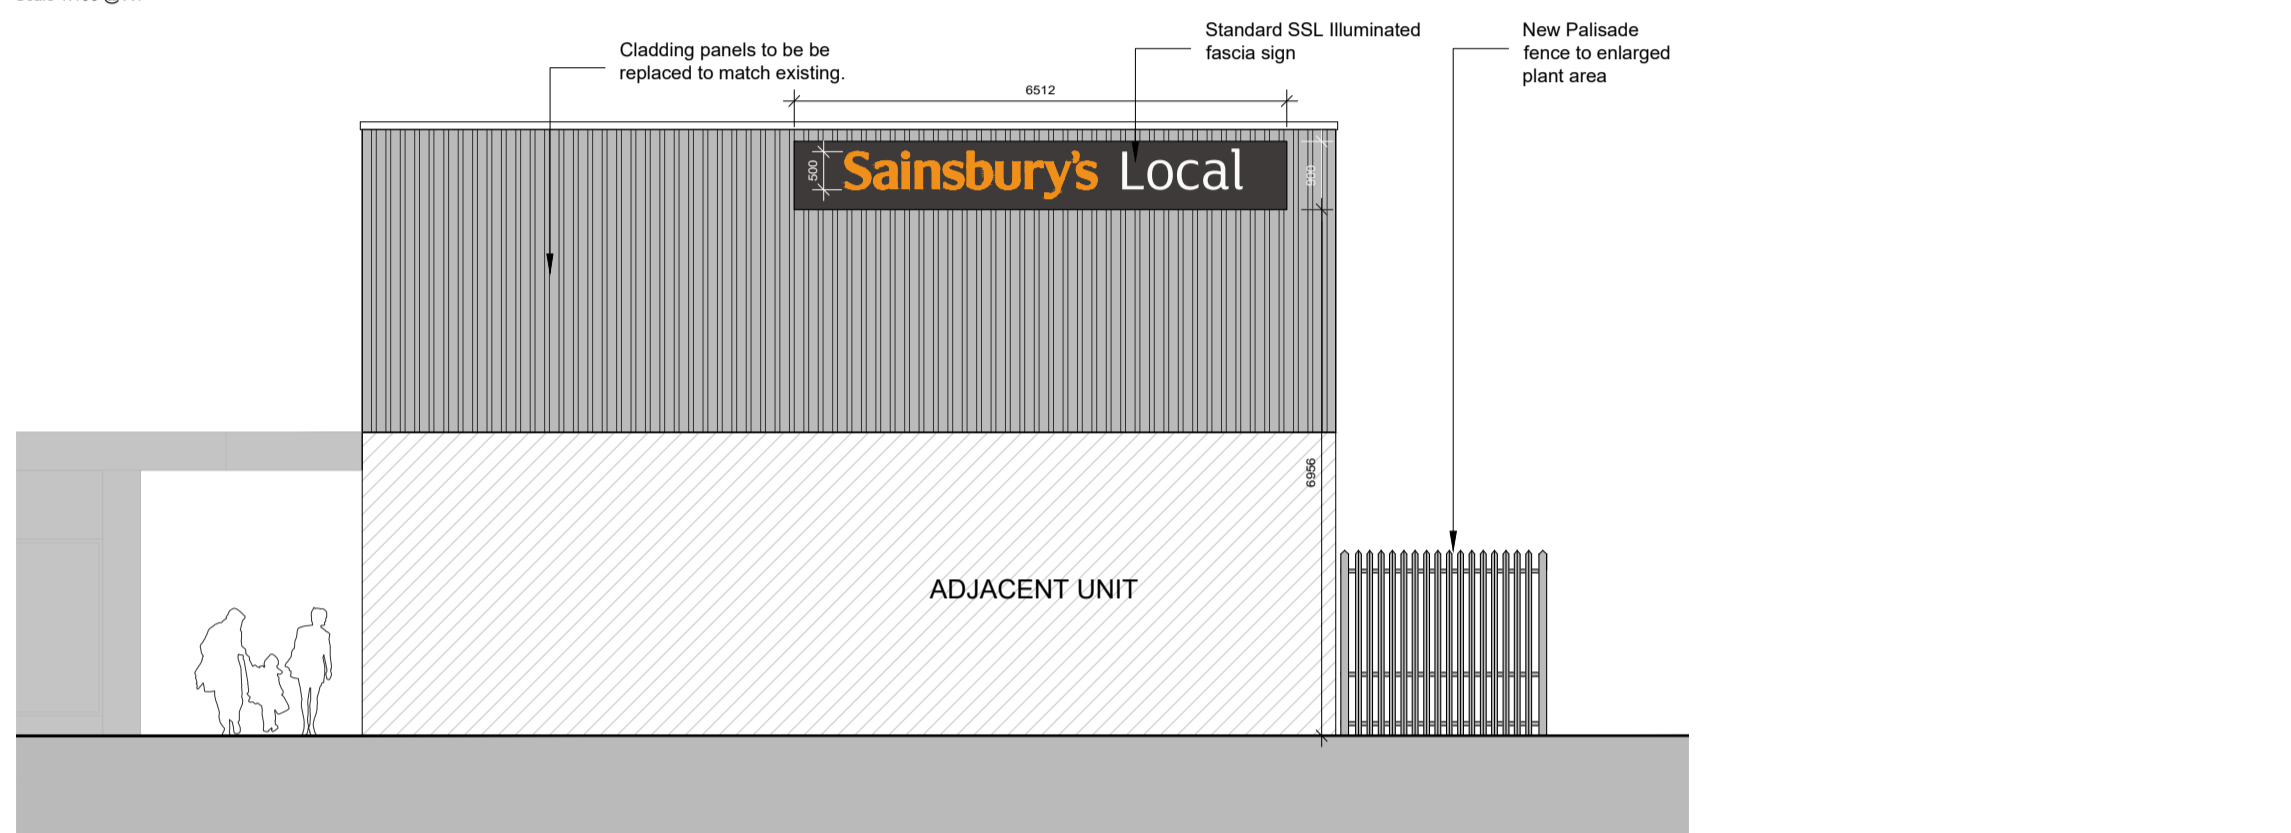 Cladding panels to be be
replaced to match existing.
Standard SSL Illuminated
fascia sign
New Palisade
fence to enlarged
plant area
6512
500
Sainsbury's Local
900
6956
ADJACENT UNIT